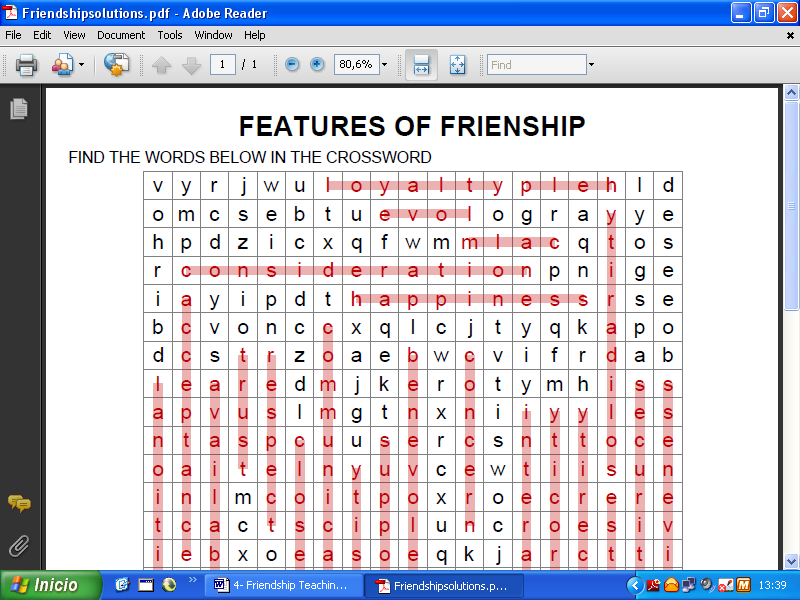 Friendshipsolutions.pdf - Adobe Reader
File Edit View Document Tools Window Help
1 / 1 80,6% Find
FEATURES OF FRIENSHIP
FIND THE WORDS BELOW IN THE CROSSWORD
v y r j w u l o y a l t y p l e h l d
o m c s e b t u e v o l o g r a y y e
h p d z i c x q f w m m l a c q t o s
r c o n s i d e r a t i o n p n i g e
i a y i p d t h a p p i n e s s r s e
b c v o n c c x q l c j t y q k a p o
d c s t r z o a e b w c v i f r d a b
l e a r e d m j k e r o t y m h i s s
a p v u s l m g t n x n i i y y l e s
n t a s p c u u s e r c s n t t o c e
o a i t e l n y u v c e w t i i s u n
i n l m c o i t p o x r o e c r e r e
t c a c t s c i p l u n c r o e s i v
i e b x o e a s o e q k j a r c t t i
Inicio » 4- Friendship Teachin... Friendshipsolutions.p... 13:39